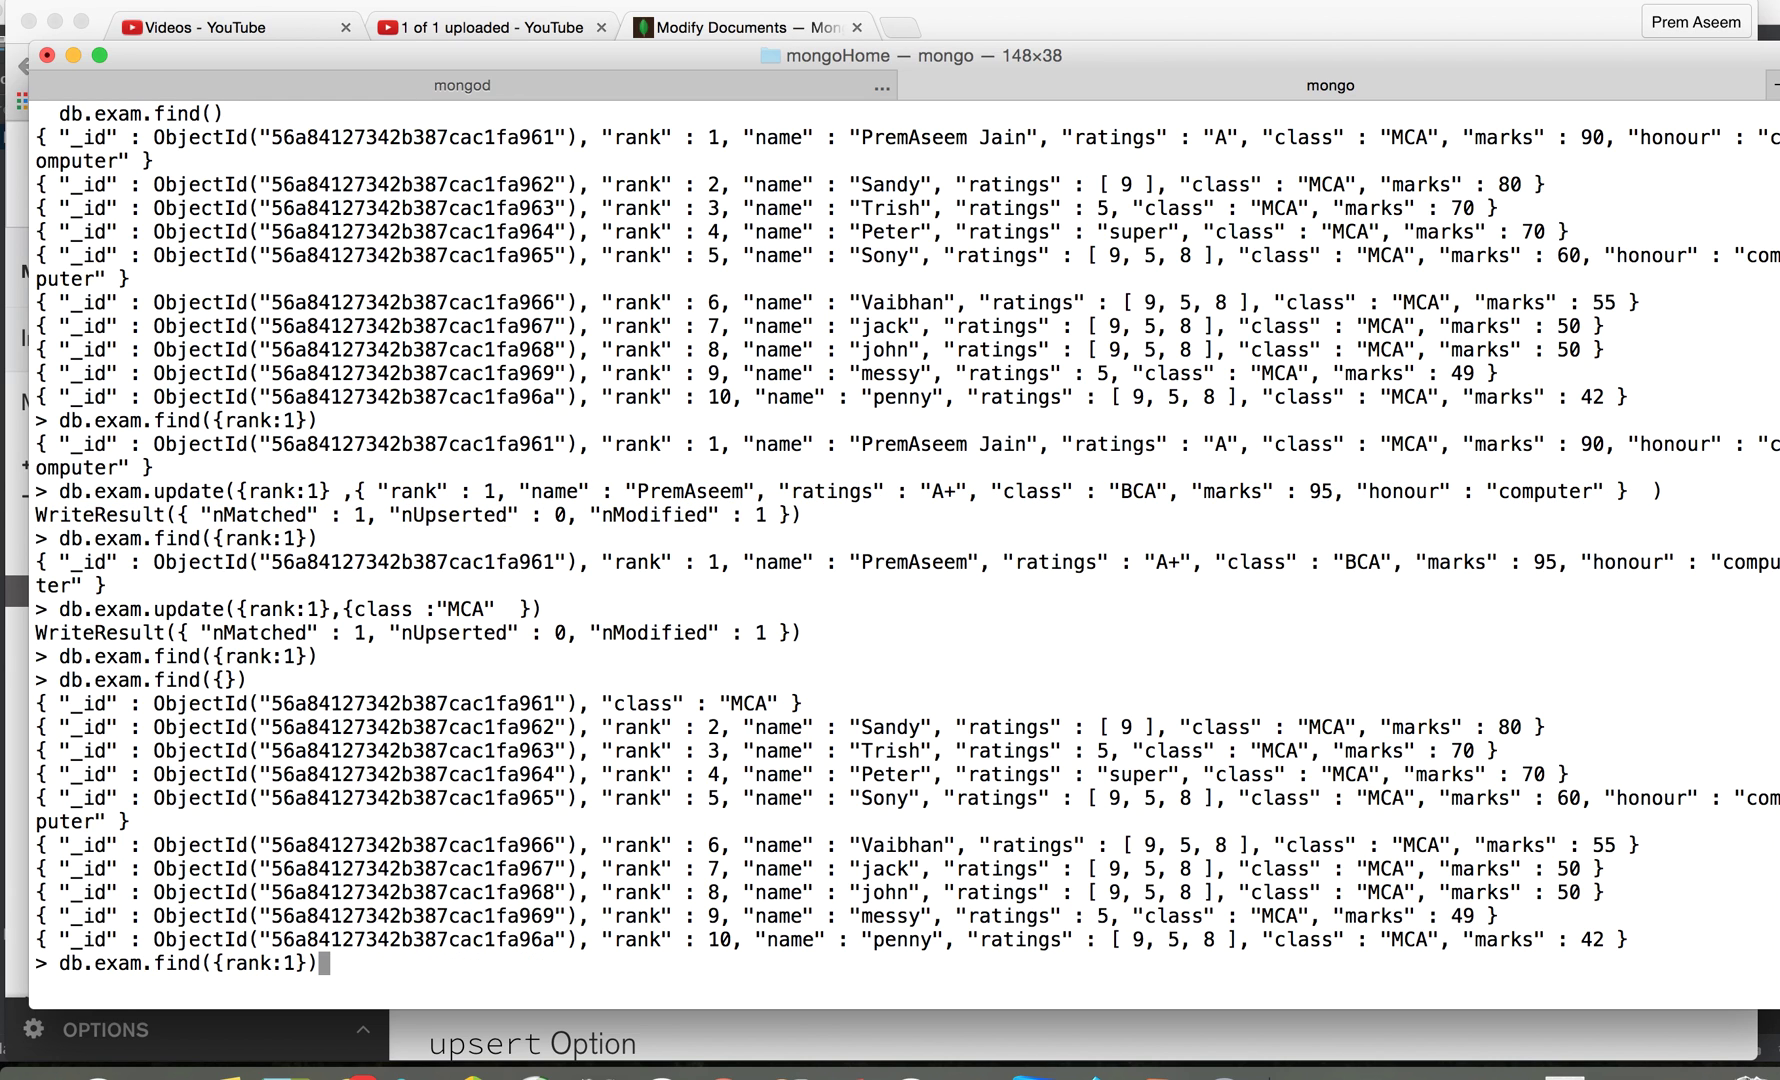 Videos - YouTube
1 of 1 uploaded - YouTube
Modify Documents — Mon
Prem Aseem
mongoHome — mongo — 148×38
mongod
...
mongo
db.exam.find()
{ "_id" : ObjectId("56a84127342b387cac1fa961"), "rank" : 1, "name" : "PremAseem Jain", "ratings" : "A", "class" : "MCA", "marks" : 90, "honour" : "c
omputer" }
{ "_id" : ObjectId("56a84127342b387cac1fa962"), "rank" : 2, "name" : "Sandy", "ratings" : [ 9 ], "class" : "MCA", "marks" : 80 }
{ "_id" : ObjectId("56a84127342b387cac1fa963"), "rank" : 3, "name" : "Trish", "ratings" : 5, "class" : "MCA", "marks" : 70 }
{ "_id" : ObjectId("56a84127342b387cac1fa964"), "rank" : 4, "name" : "Peter", "ratings" : "super", "class" : "MCA", "marks" : 70 }
{ "_id" : ObjectId("56a84127342b387cac1fa965"), "rank" : 5, "name" : "Sony", "ratings" : [ 9, 5, 8 ], "class" : "MCA", "marks" : 60, "honour" : "com
puter" }
{ "_id" : ObjectId("56a84127342b387cac1fa966"), "rank" : 6, "name" : "Vaibhan", "ratings" : [ 9, 5, 8 ], "class" : "MCA", "marks" : 55 }
{ "_id" : ObjectId("56a84127342b387cac1fa967"), "rank" : 7, "name" : "jack", "ratings" : [ 9, 5, 8 ], "class" : "MCA", "marks" : 50 }
{ "_id" : ObjectId("56a84127342b387cac1fa968"), "rank" : 8, "name" : "john", "ratings" : [ 9, 5, 8 ], "class" : "MCA", "marks" : 50 }
{ "_id" : ObjectId("56a84127342b387cac1fa969"), "rank" : 9, "name" : "messy", "ratings" : 5, "class" : "MCA", "marks" : 49 }
{ "_id" : ObjectId("56a84127342b387cac1fa96a"), "rank" : 10, "name" : "penny", "ratings" : [ 9, 5, 8 ], "class" : "MCA", "marks" : 42 }
> db.exam.find({rank:1})
{ "_id" : ObjectId("56a84127342b387cac1fa961"), "rank" : 1, "name" : "PremAseem Jain", "ratings" : "A", "class" : "MCA", "marks" : 90, "honour" : "c
omputer" }
> db.exam.update({rank:1} ,{ "rank" : 1, "name" : "PremAseem", "ratings" : "A+", "class" : "BCA", "marks" : 95, "honour" : "computer" }  )
WriteResult({ "nMatched" : 1, "nUpserted" : 0, "nModified" : 1 })
> db.exam.find({rank:1})
{ "_id" : ObjectId("56a84127342b387cac1fa961"), "rank" : 1, "name" : "PremAseem", "ratings" : "A+", "class" : "BCA", "marks" : 95, "honour" : "compu
ter" }
> db.exam.update({rank:1},{class :"MCA"  })
WriteResult({ "nMatched" : 1, "nUpserted" : 0, "nModified" : 1 })
> db.exam.find({rank:1})
> db.exam.find({})
{ "_id" : ObjectId("56a84127342b387cac1fa961"), "class" : "MCA" }
{ "_id" : ObjectId("56a84127342b387cac1fa962"), "rank" : 2, "name" : "Sandy", "ratings" : [ 9 ], "class" : "MCA", "marks" : 80 }
{ "_id" : ObjectId("56a84127342b387cac1fa963"), "rank" : 3, "name" : "Trish", "ratings" : 5, "class" : "MCA", "marks" : 70 }
{ "_id" : ObjectId("56a84127342b387cac1fa964"), "rank" : 4, "name" : "Peter", "ratings" : "super", "class" : "MCA", "marks" : 70 }
{ "_id" : ObjectId("56a84127342b387cac1fa965"), "rank" : 5, "name" : "Sony", "ratings" : [ 9, 5, 8 ], "class" : "MCA", "marks" : 60, "honour" : "com
puter" }
{ "_id" : ObjectId("56a84127342b387cac1fa966"), "rank" : 6, "name" : "Vaibhan", "ratings" : [ 9, 5, 8 ], "class" : "MCA", "marks" : 55 }
{ "_id" : ObjectId("56a84127342b387cac1fa967"), "rank" : 7, "name" : "jack", "ratings" : [ 9, 5, 8 ], "class" : "MCA", "marks" : 50 }
{ "_id" : ObjectId("56a84127342b387cac1fa968"), "rank" : 8, "name" : "john", "ratings" : [ 9, 5, 8 ], "class" : "MCA", "marks" : 50 }
{ "_id" : ObjectId("56a84127342b387cac1fa969"), "rank" : 9, "name" : "messy", "ratings" : 5, "class" : "MCA", "marks" : 49 }
{ "_id" : ObjectId("56a84127342b387cac1fa96a"), "rank" : 10, "name" : "penny", "ratings" : [ 9, 5, 8 ], "class" : "MCA", "marks" : 42 }
> db.exam.find({rank:1})
OPTIONS
upsert Option